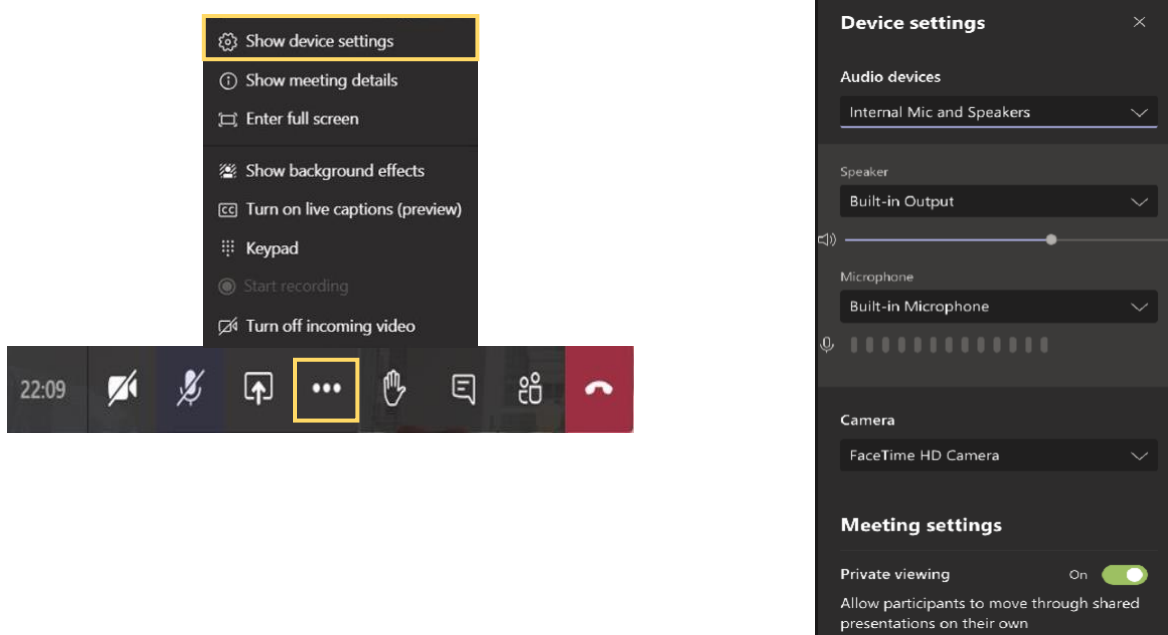 Show device settings
Show meeting details
Enter full screen
Show background effects
CC Turn on live captions (preview)
Keypad
Start recording
Turn off incoming video
22:09
Device settings
Audio devices
Internal Mic and Speakers
Speaker
Built-in Output
Microphone
Built-in Microphone
Camera
FaceTime HD Camera
Meeting settings
Private viewing On
Allow participants to move through shared
presentations on their own